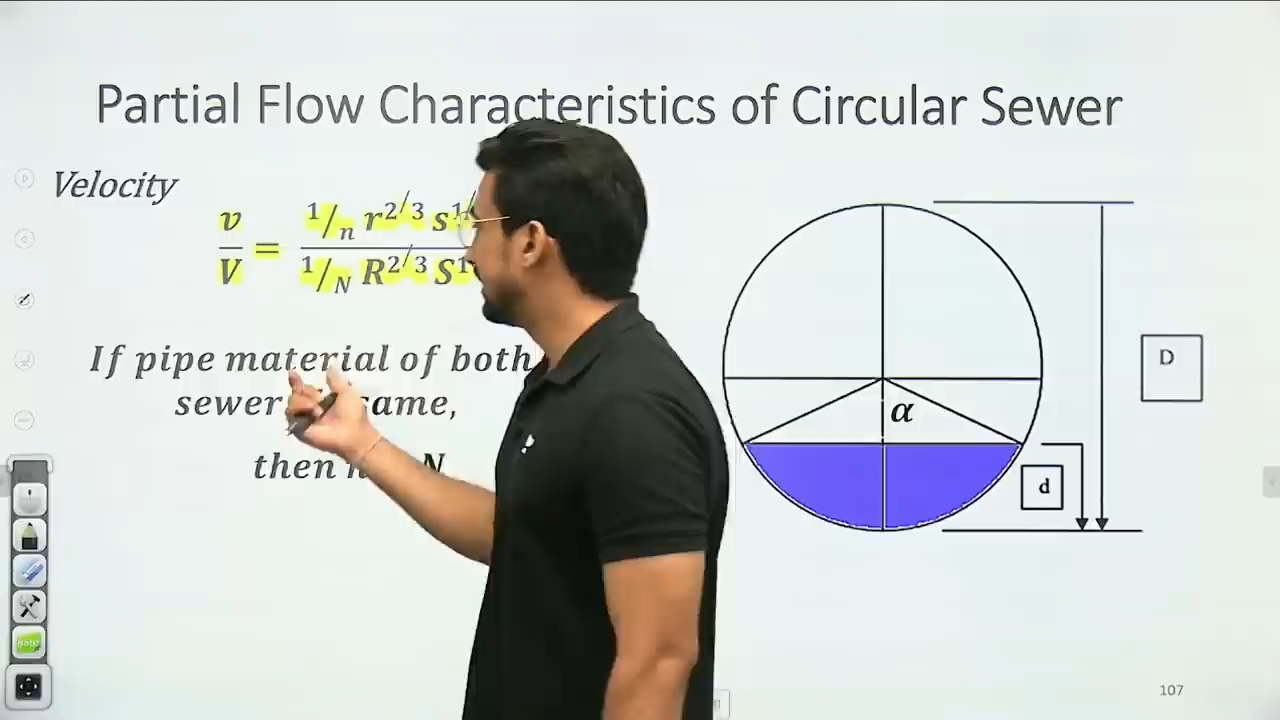 Partial Flow Characteristics of Circular Sewer
Velocity
v/V = 1/n r^2/3 s^1/ / 1/N R^2/3 S^1
If pipe material of both
sewer same,
then N
α
D
d
107